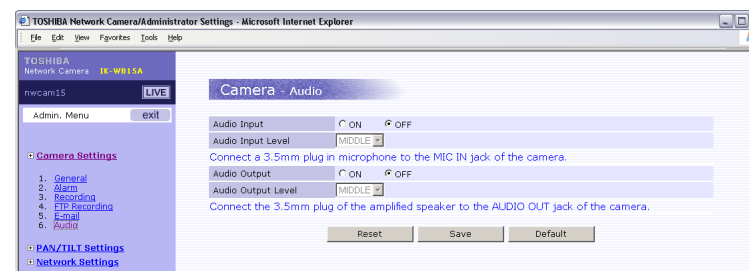 TOSHIBA Network Camera/Administrator Settings - Microsoft Internet Explorer
File Edit View Favorites Tools Help
TOSHIBA
Network Camera IK-WB15A
nwcam15 LIVE
Admin. Menu exit
Camera Settings
1. General
2. Alarm
3. Recording
4. FTP Recording
5. E-mail
6. Audio
PAN/TILT Settings
Network Settings
Camera - Audio
Audio Input ON OFF
Audio Input Level MIDDLE
Connect a 3.5mm plug in microphone to the MIC IN jack of the camera.
Audio Output ON OFF
Audio Output Level MIDDLE
Connect the 3.5mm plug of the amplified speaker to the AUDIO OUT jack of the camera.
Reset Save Default